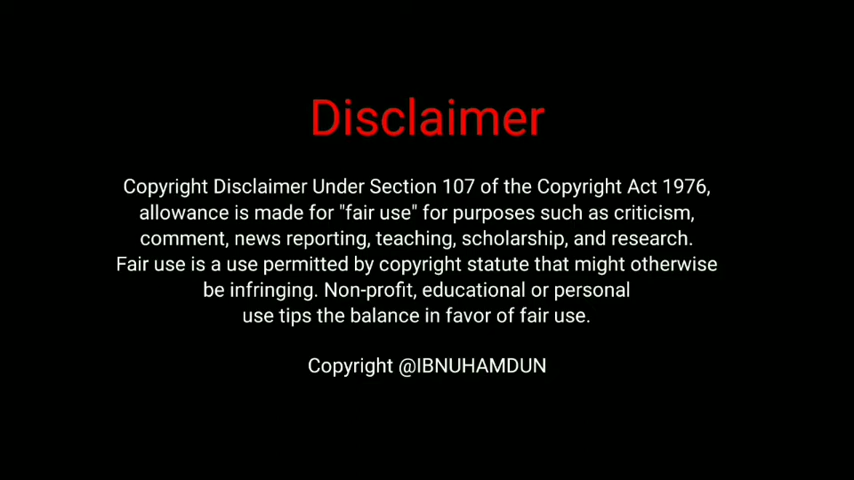 Disclaimer
Copyright Disclaimer Under Section 107 of the Copyright Act 1976,
allowance is made for "fair use" for purposes such as criticism,
comment, news reporting, teaching, scholarship, and research.
Fair use is a use permitted by copyright statute that might otherwise
be infringing. Non-profit, educational or personal
use tips the balance in favor of fair use.
Copyright @IBNUHAMDUN